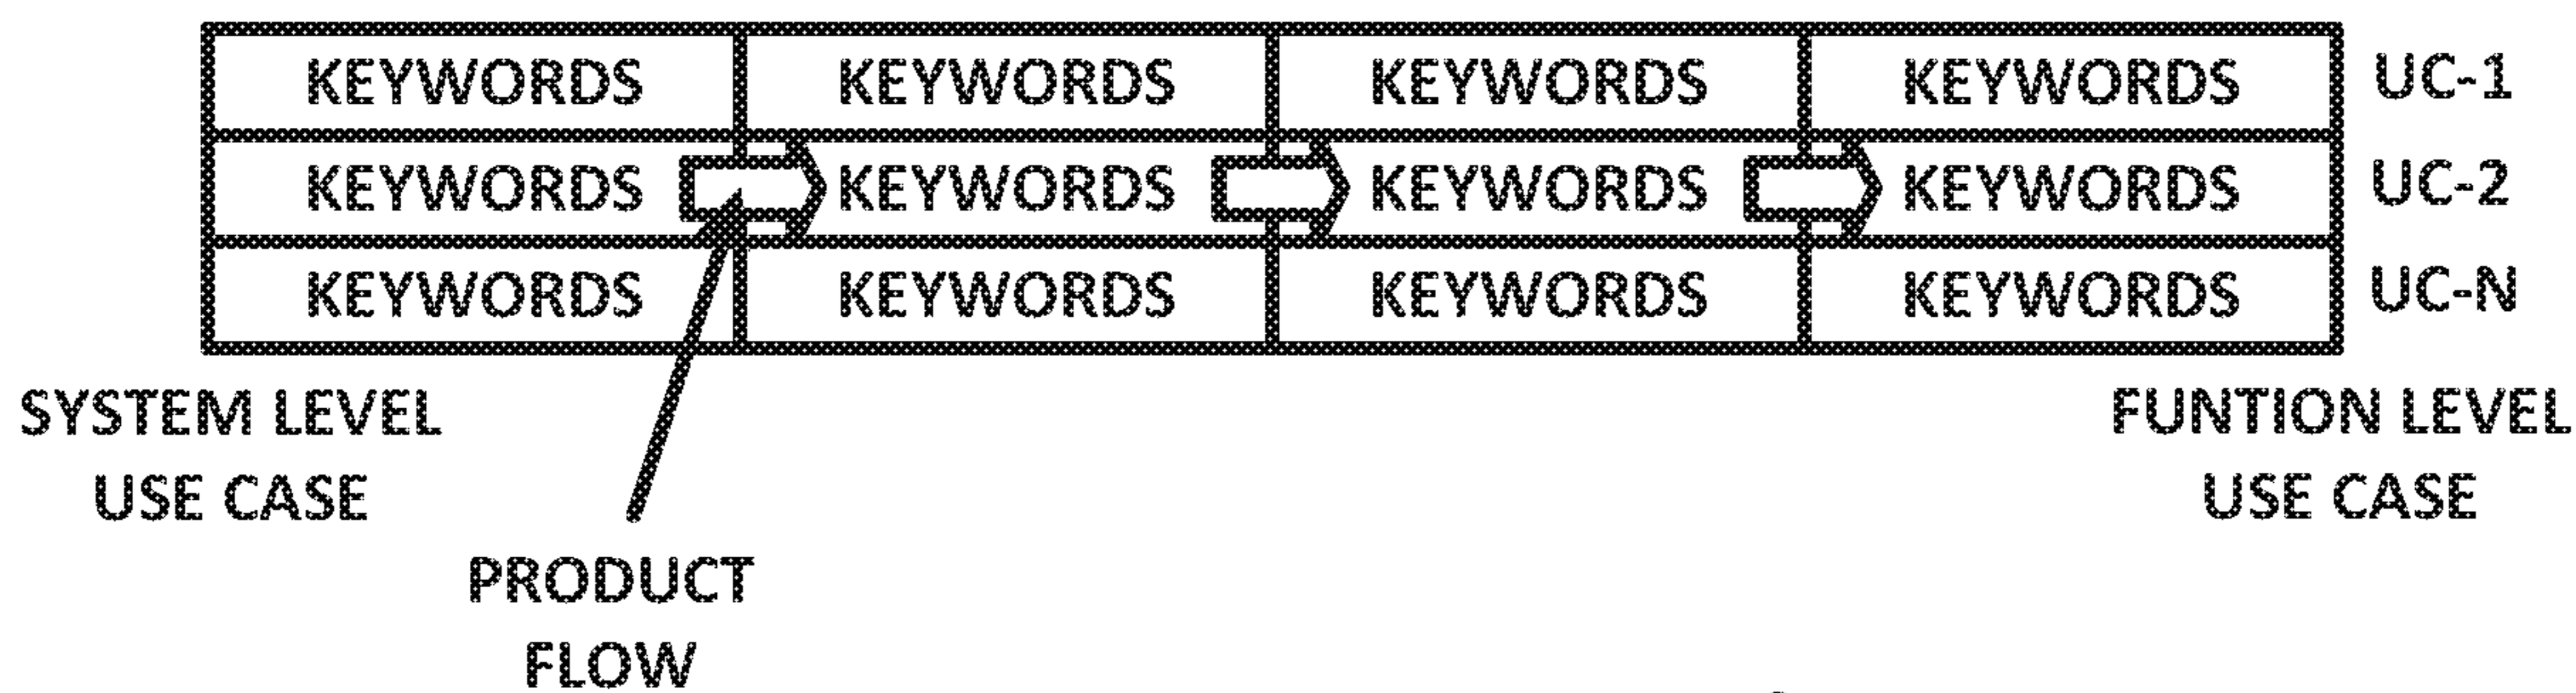 KEYWORDS KEYWORDS KEYWORDS KEYWORDS UC-1
KEYWORDS KEYWORDS KEYWORDS KEYWORDS UC-2
KEYWORDS KEYWORDS KEYWORDS KEYWORDS UC-N
SYSTEM LEVEL
USE CASE
FUNTION LEVEL
USE CASE
PRODUCT
FLOW